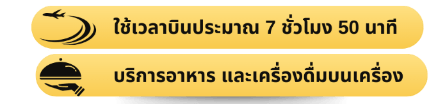 ใช้เวลาบินประมาณ 7 ชั่วโมง 50 นาที
บริการอาหาร และเครื่องดื่มบนเครื่อง